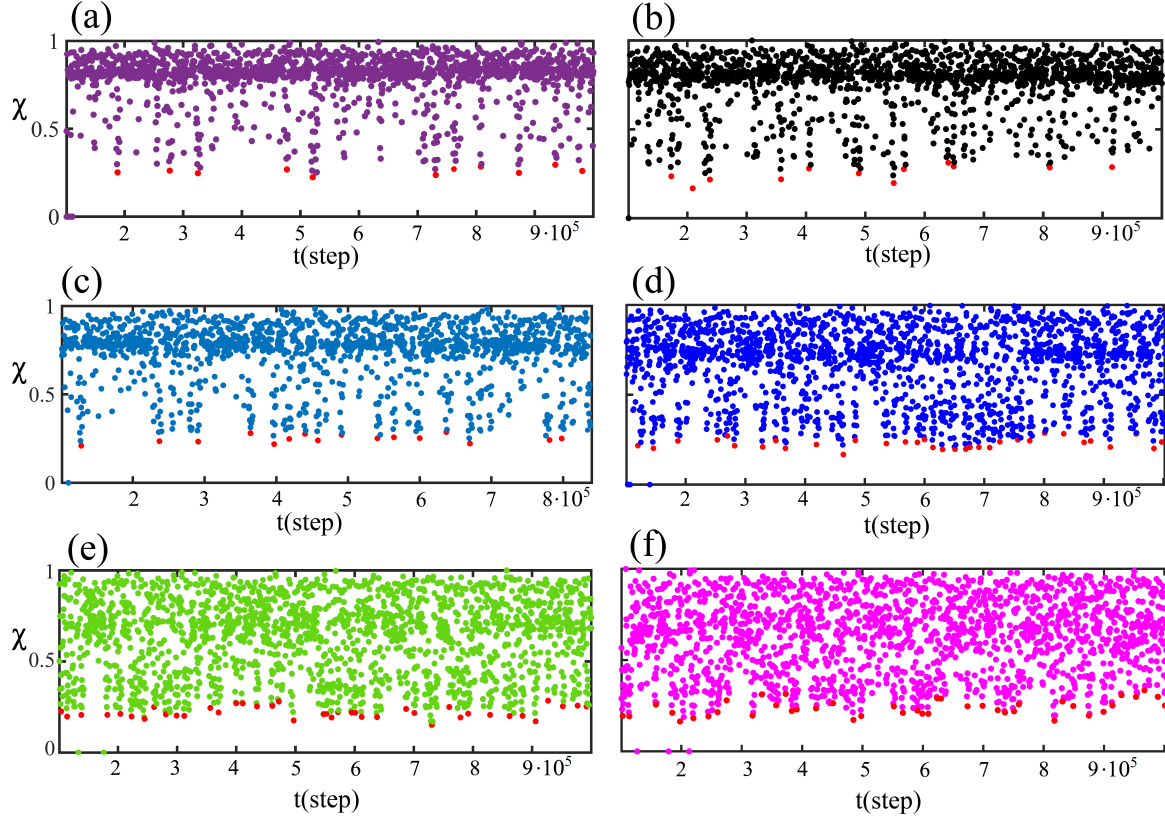 (a) (b)
1
χ
0.5
0
2 3 4 5 6 7 8 9·10⁵
2 3 4 5 6 7 8 9·10⁵
t(step) t(step)
(c) (d)
1
χ
0.5
0
2 3 4 5 6 7 8·10⁵
2 3 4 5 6 7 8 9·10⁵
t(step) t(step)
(e) (f)
1
χ
0.5
0
2 3 4 5 6 7 8 9·10⁵
2 3 4 5 6 7 8 9·10⁵
t(step) t(step)